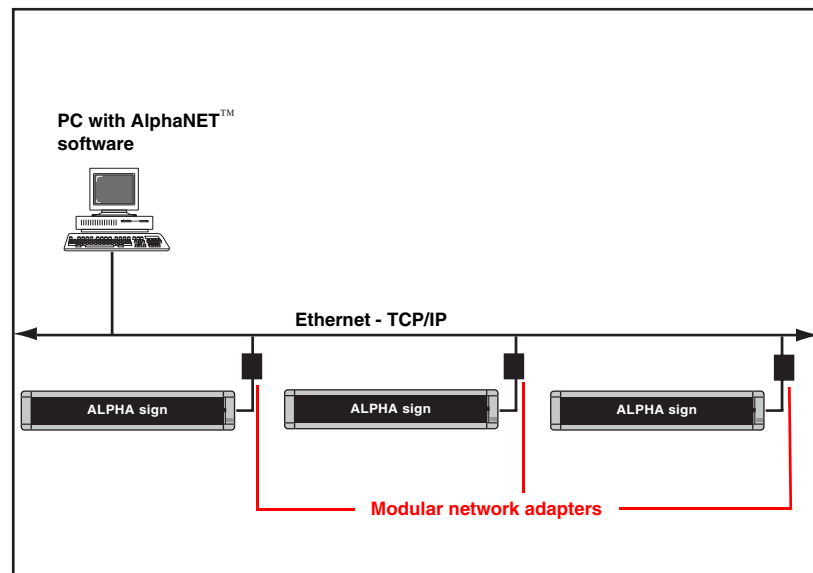 PC with AlphaNET™
software
Ethernet - TCP/IP
ALPHA sign
ALPHA sign
ALPHA sign
Modular network adapters